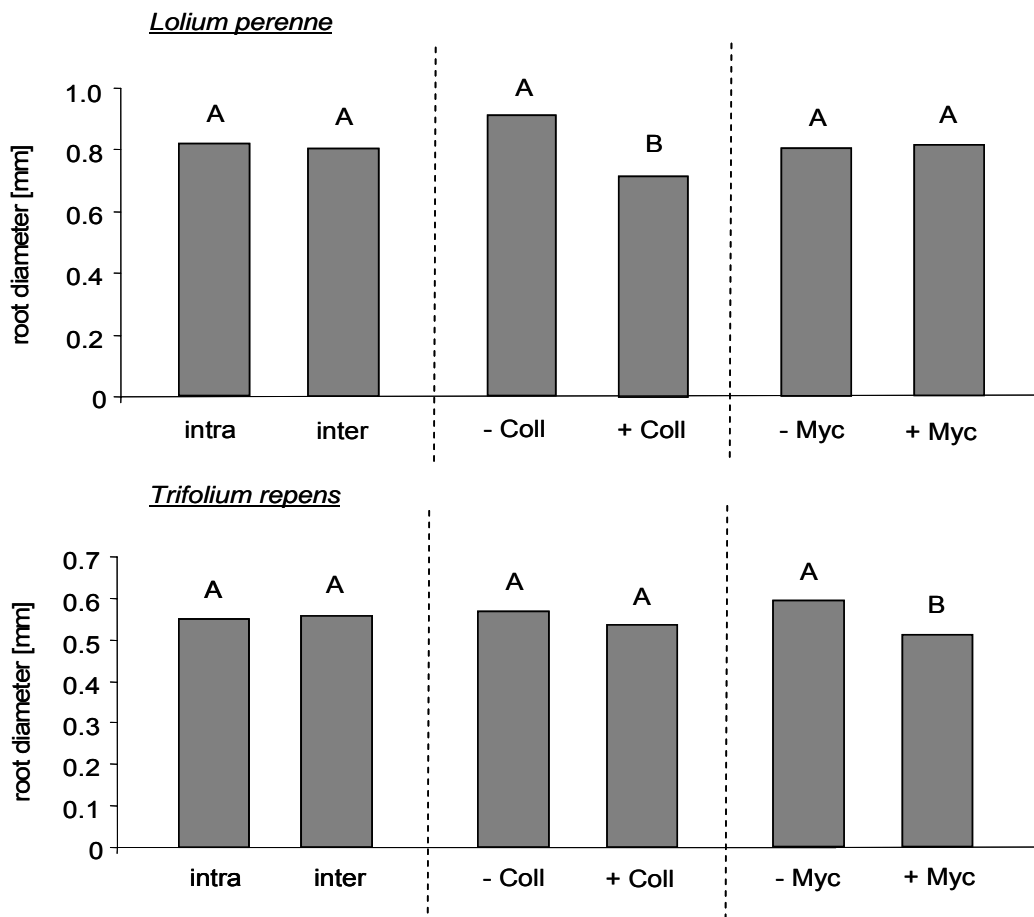 Lolium perenne
root diameter [mm]
1.0
0.8
0.6
0.4
0.2
0
A A A B A A
intra inter - Coll + Coll - Myc + Myc
Trifolium repens
root diameter [mm]
0.7
0.6
0.5
0.4
0.3
0.2
0.1
0
A A A A A B
intra inter - Coll + Coll - Myc + Myc